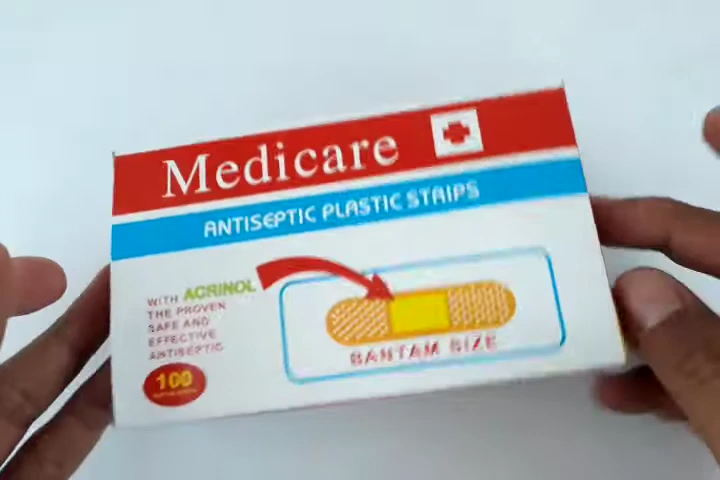 Medicare
ANTISEPTIC PLASTIC STRIPS
WITH ACRINOL
THE PROVEN
SAFE AND
EFFECTIVE
ANTISEPTIC
100
BANTAM SIZE